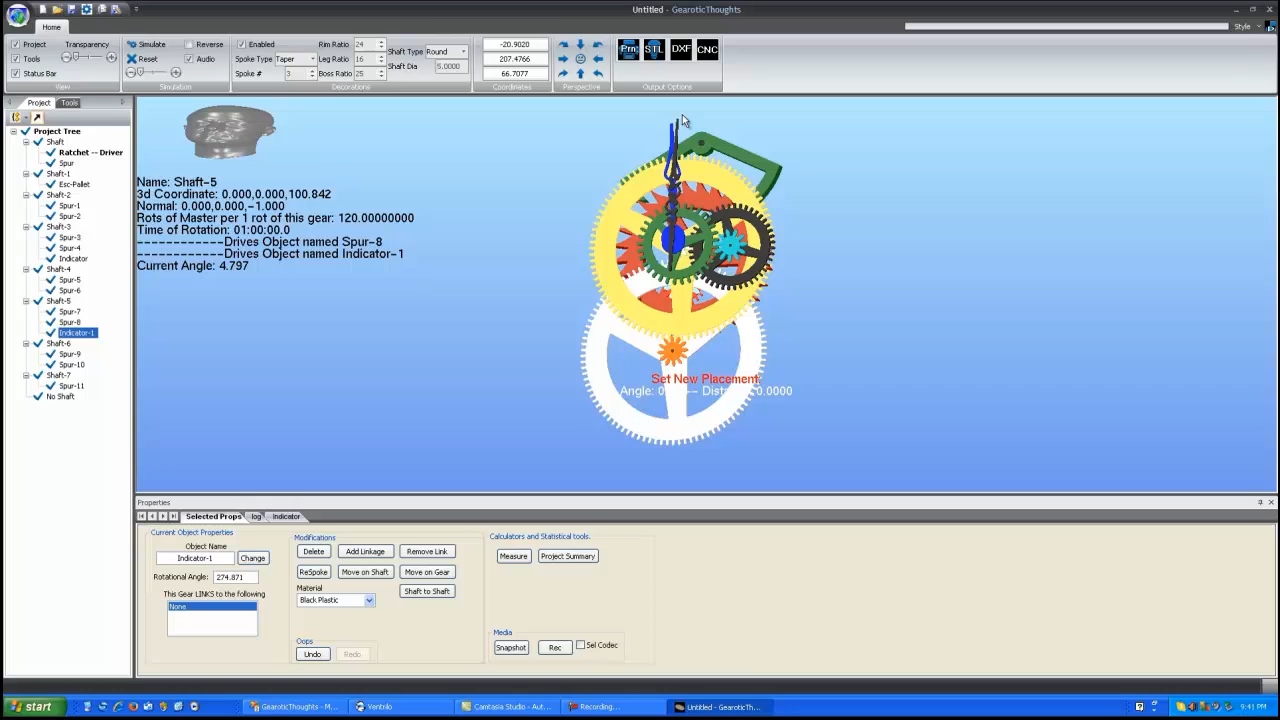 Untitled - GearoticThoughts
Home
Style
Project
Transparency
Tools
Status Bar
View
Simulate
Reverse
Reset
Audio
Simulation
Enabled
Rim Ratio
24
Spoke Type
Taper
Leg Ratio
16
Spoke #
3
Boss Ratio
25
Shaft Type
Round
Shaft Dia
5.0000
Decorations
-20.9020
207.4766
66.7077
Coordinates
Perspective
Prn
STL
DXF
CNC
Output Options
Project
Tools
Project Tree
Shaft
Ratchet -- Driver
Spur
Shaft-1
Esc-Pallet
Shaft-2
Spur-1
Spur-2
Shaft-3
Spur-3
Spur-4
Indicator
Shaft-4
Spur-5
Spur-6
Shaft-5
Spur-7
Spur-8
Indicator-1
Shaft-6
Spur-9
Spur-10
Shaft-7
Spur-11
No Shaft
Name: Shaft-5
3d Coordinate: 0.000,0.000,100.842
Normal: 0.000,0.000,-1.000
Rots of Master per 1 rot of this gear: 120.00000000
Time of Rotation: 01:00:00.0
------------Drives Object named Spur-8
------------Drives Object named Indicator-1
Current Angle: 4.797
Set New Placement.
Angle:
0.0000
Properties
Selected Props
log
Indicator
Current Object Properties
Object Name
Indicator-1
Change
Rotational Angle:
274.871
This Gear LINKS to the following
None
Modifications
Delete
Add Linkage
Remove Link
ReSpoke
Move on Shaft
Move on Gear
Material
Black Plastic
Shaft to Shaft
Oops
Undo
Redo
Calculators and Statistical tools.
Measure
Project Summary
Media
Snapshot
Rec
Sel Codec
start
GearoticThoughts - M...
Ventrilo
Camtasia Studio - Aut...
Recording...
Untitled - GearoticTh...
9:41 PM